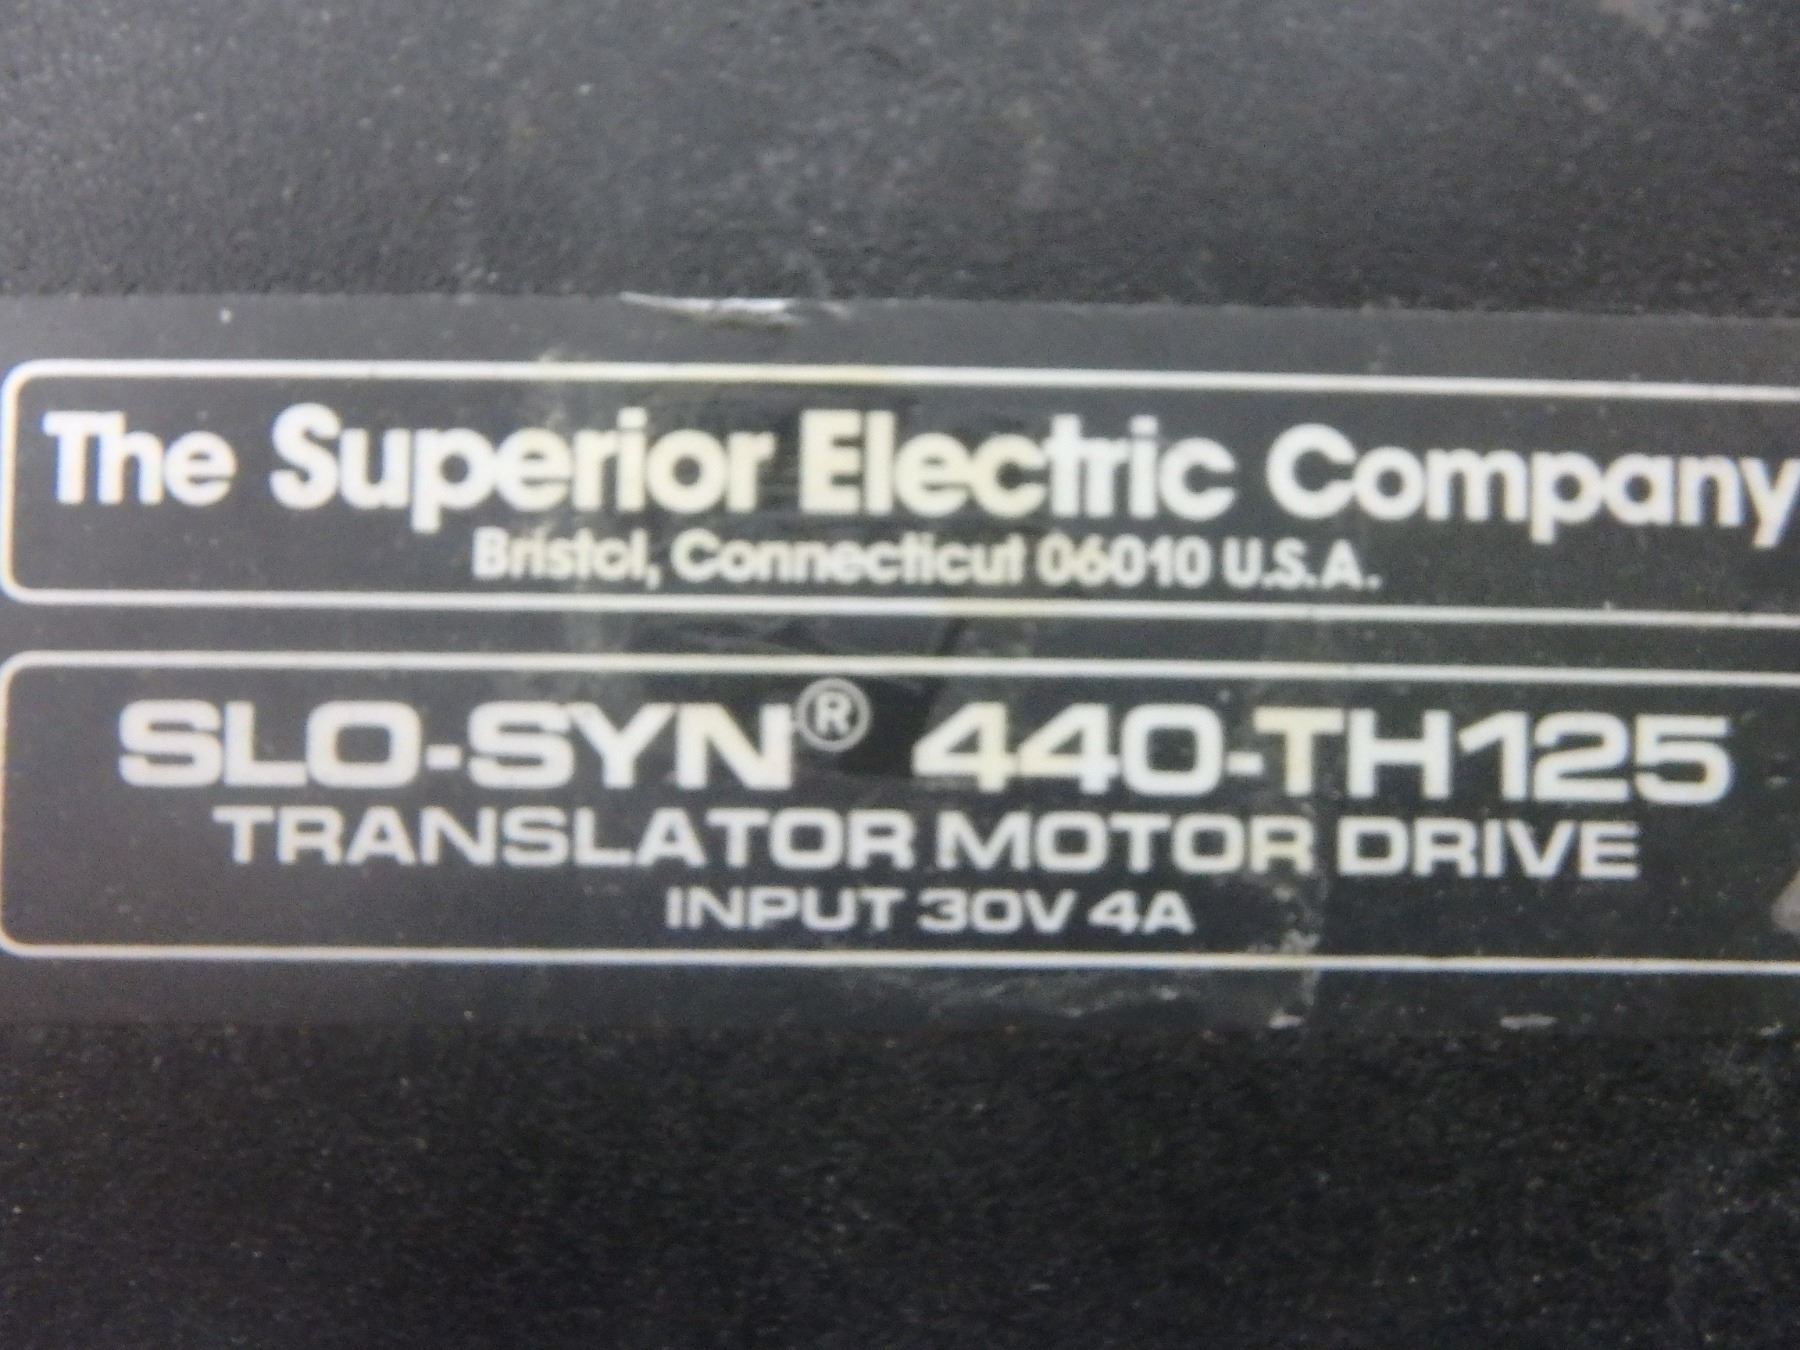 The Superior Electric Company
Bristol, Connecticut 06010 U.S.A.
SLO-SYN® 440-TH125
TRANSLATOR MOTOR DRIVE
INPUT 30V 4A